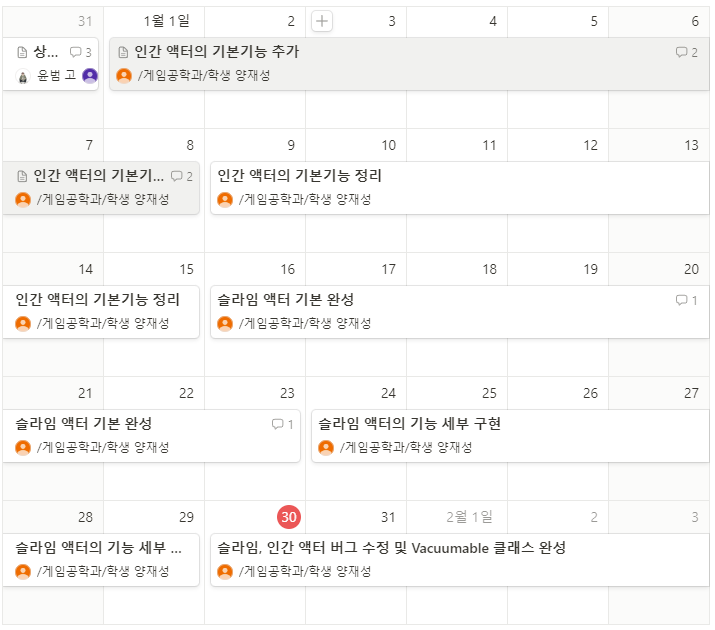 31 1월 1일 2 3 4 5 6
상... 3 인간 액터의 기본기능 추가 2
윤범 고 /게임공학과/학생 양재성
7 8 9 10 11 12 13
인간 액터의 기본기... 2 인간 액터의 기본기능 정리
/게임공학과/학생 양재성 /게임공학과/학생 양재성
14 15 16 17 18 19 20
인간 액터의 기본기능 정리 슬라임 액터 기본 완성 1
/게임공학과/학생 양재성 /게임공학과/학생 양재성
21 22 23 24 25 26 27
슬라임 액터 기본 완성 1 슬라임 액터의 기능 세부 구현
/게임공학과/학생 양재성 /게임공학과/학생 양재성
28 29 30 31 2월 1일 2 3
슬라임 액터의 기능 세부 ... 슬라임, 인간 액터 버그 수정 및 Vacuumable 클래스 완성
/게임공학과/학생 양재성 /게임공학과/학생 양재성